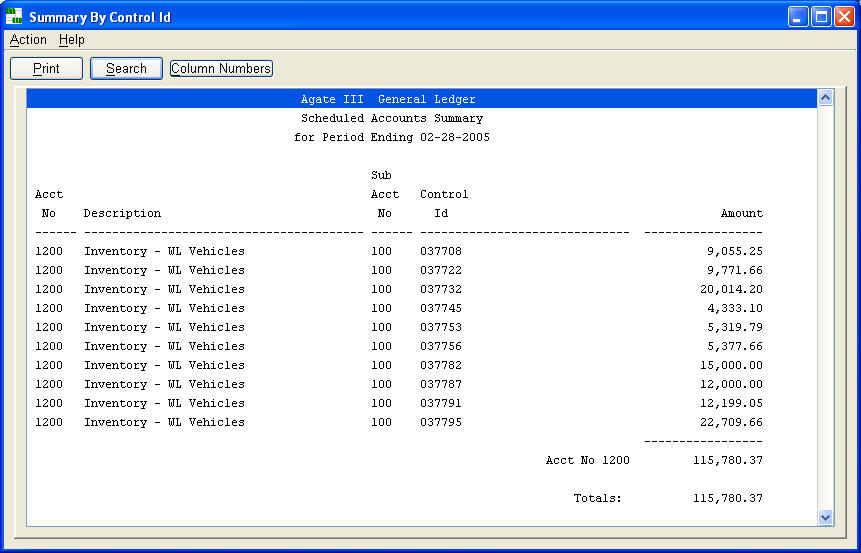 Summary By Control Id
Action Help
Print Search Column Numbers
Agate III General Ledger
Scheduled Accounts Summary
for Period Ending 02-28-2005
Sub
Acct Acct Control
No Description No Id Amount
------ ---------------------------------------- ------ ------------------------------ -----------------
1200 Inventory - WL Vehicles 100 037708 9,055.25
1200 Inventory - WL Vehicles 100 037722 9,771.66
1200 Inventory - WL Vehicles 100 037732 20,014.20
1200 Inventory - WL Vehicles 100 037745 4,333.10
1200 Inventory - WL Vehicles 100 037753 5,319.79
1200 Inventory - WL Vehicles 100 037756 5,377.66
1200 Inventory - WL Vehicles 100 037782 15,000.00
1200 Inventory - WL Vehicles 100 037787 12,000.00
1200 Inventory - WL Vehicles 100 037791 12,199.05
1200 Inventory - WL Vehicles 100 037795 22,709.66
-----------------
Acct No 1200 115,780.37
Totals: 115,780.37